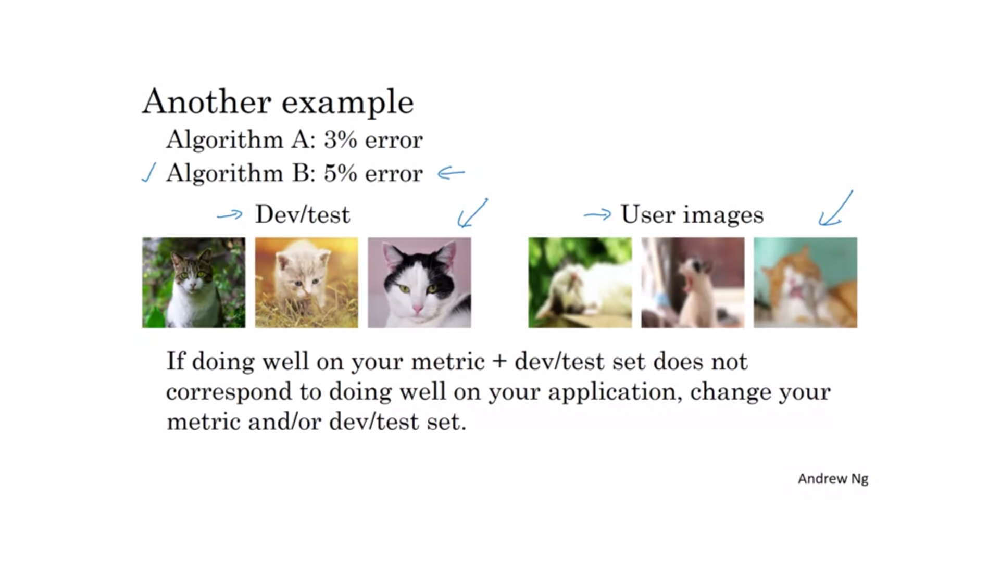 Another example
Algorithm A: 3% error
✓ Algorithm B: 5% error ←
→ Dev/test
→ User images
If doing well on your metric + dev/test set does not
correspond to doing well on your application, change your
metric and/or dev/test set.
Andrew Ng